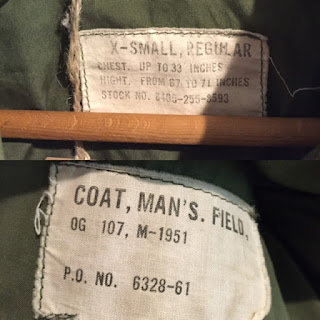 X-SMALL, REGULAR
CHEST. UP TO 33 INCHES
HIGHT. FROM 67 TO 71 INCHES
STOCK NO. 8405-255-8593
COAT, MAN'S. FIELD,
OG 107, M-1951
P.O. NO. 6328-61